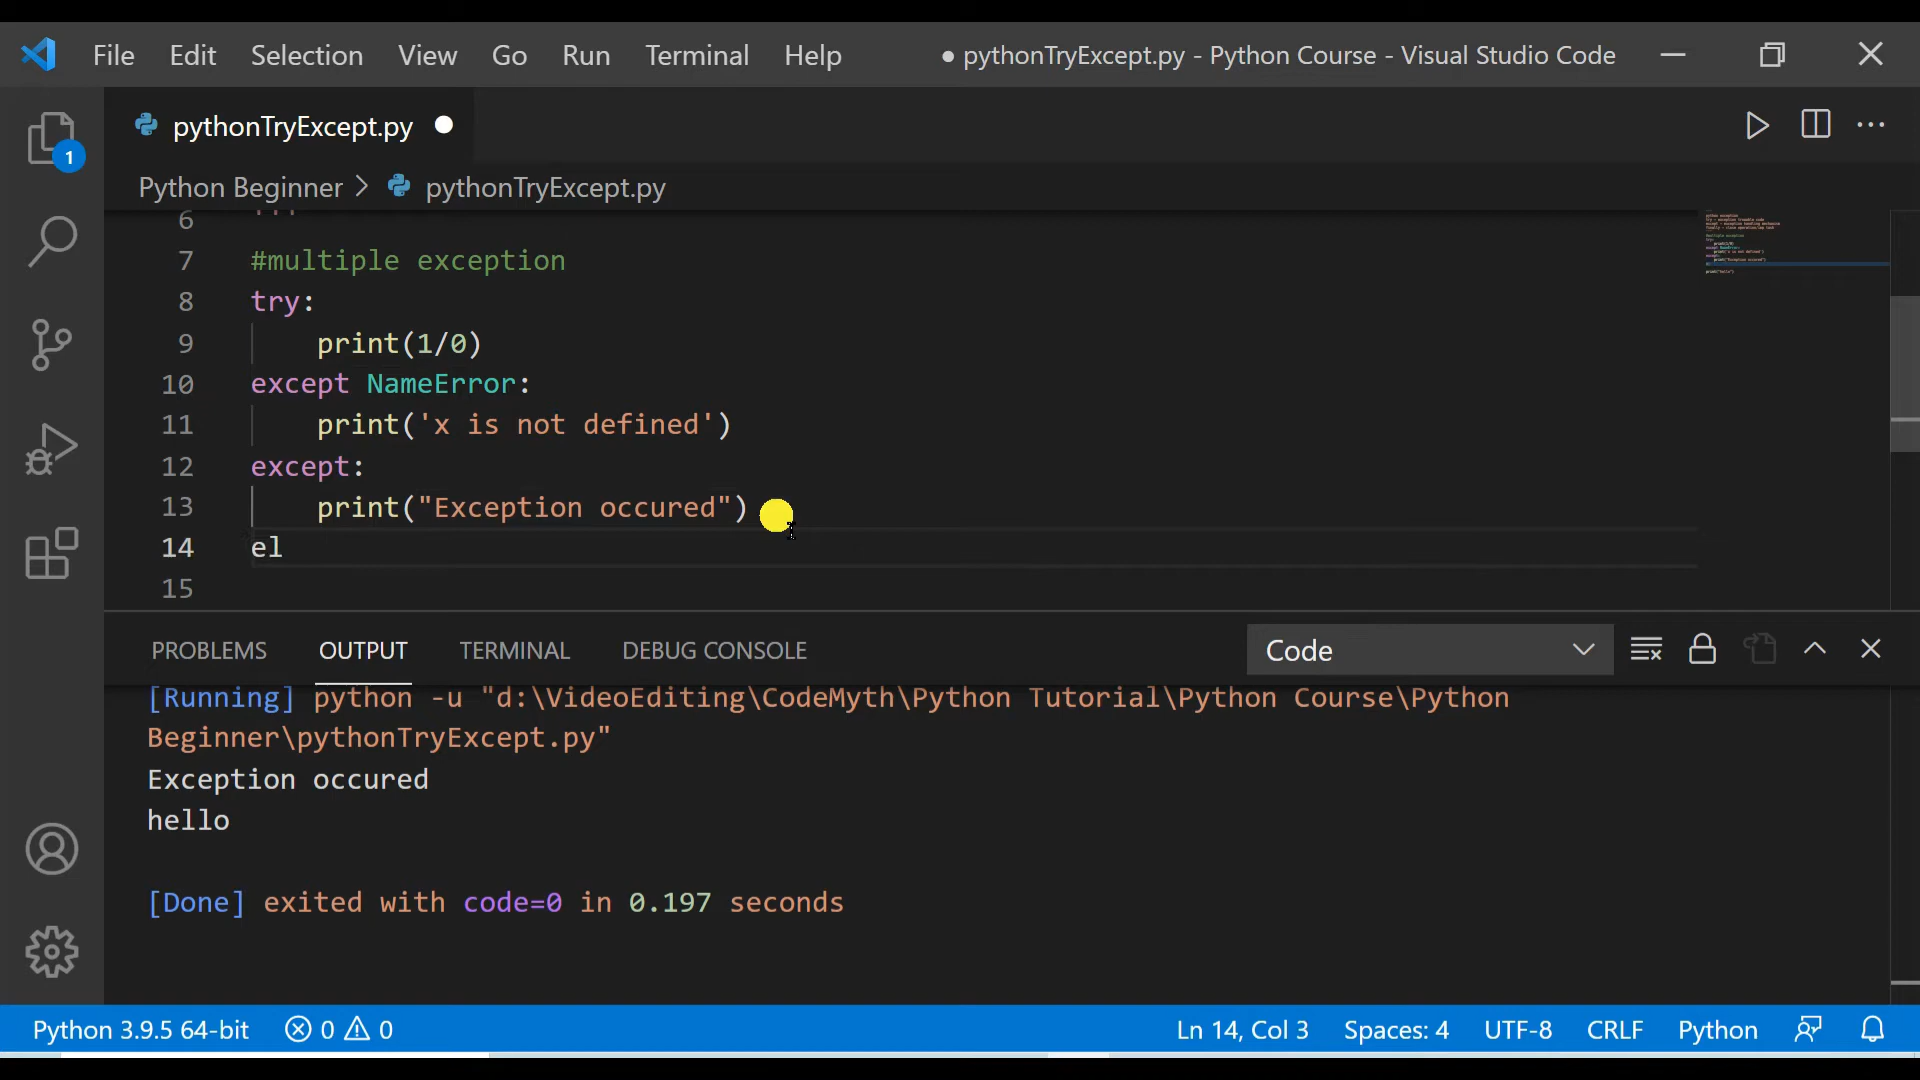 File Edit Selection View Go Run Terminal Help ● pythonTryExcept.py - Python Course - Visual Studio Code
pythonTryExcept.py
1
Python Beginner > pythonTryExcept.py
6 '''
7 #multiple exception
8 try:
9 print(1/0)
10 except NameError:
11 print('x is not defined')
12 except:
13 print("Exception occured")
14 el
15
PROBLEMS OUTPUT TERMINAL DEBUG CONSOLE Code
[Running] python -u "d:\VideoEditing\CodeMyth\Python Tutorial\Python Course\Python
Beginner\pythonTryExcept.py"
Exception occured
hello
[Done] exited with code=0 in 0.197 seconds
Python 3.9.5 64-bit 0 0 Ln 14, Col 3 Spaces: 4 UTF-8 CRLF Python